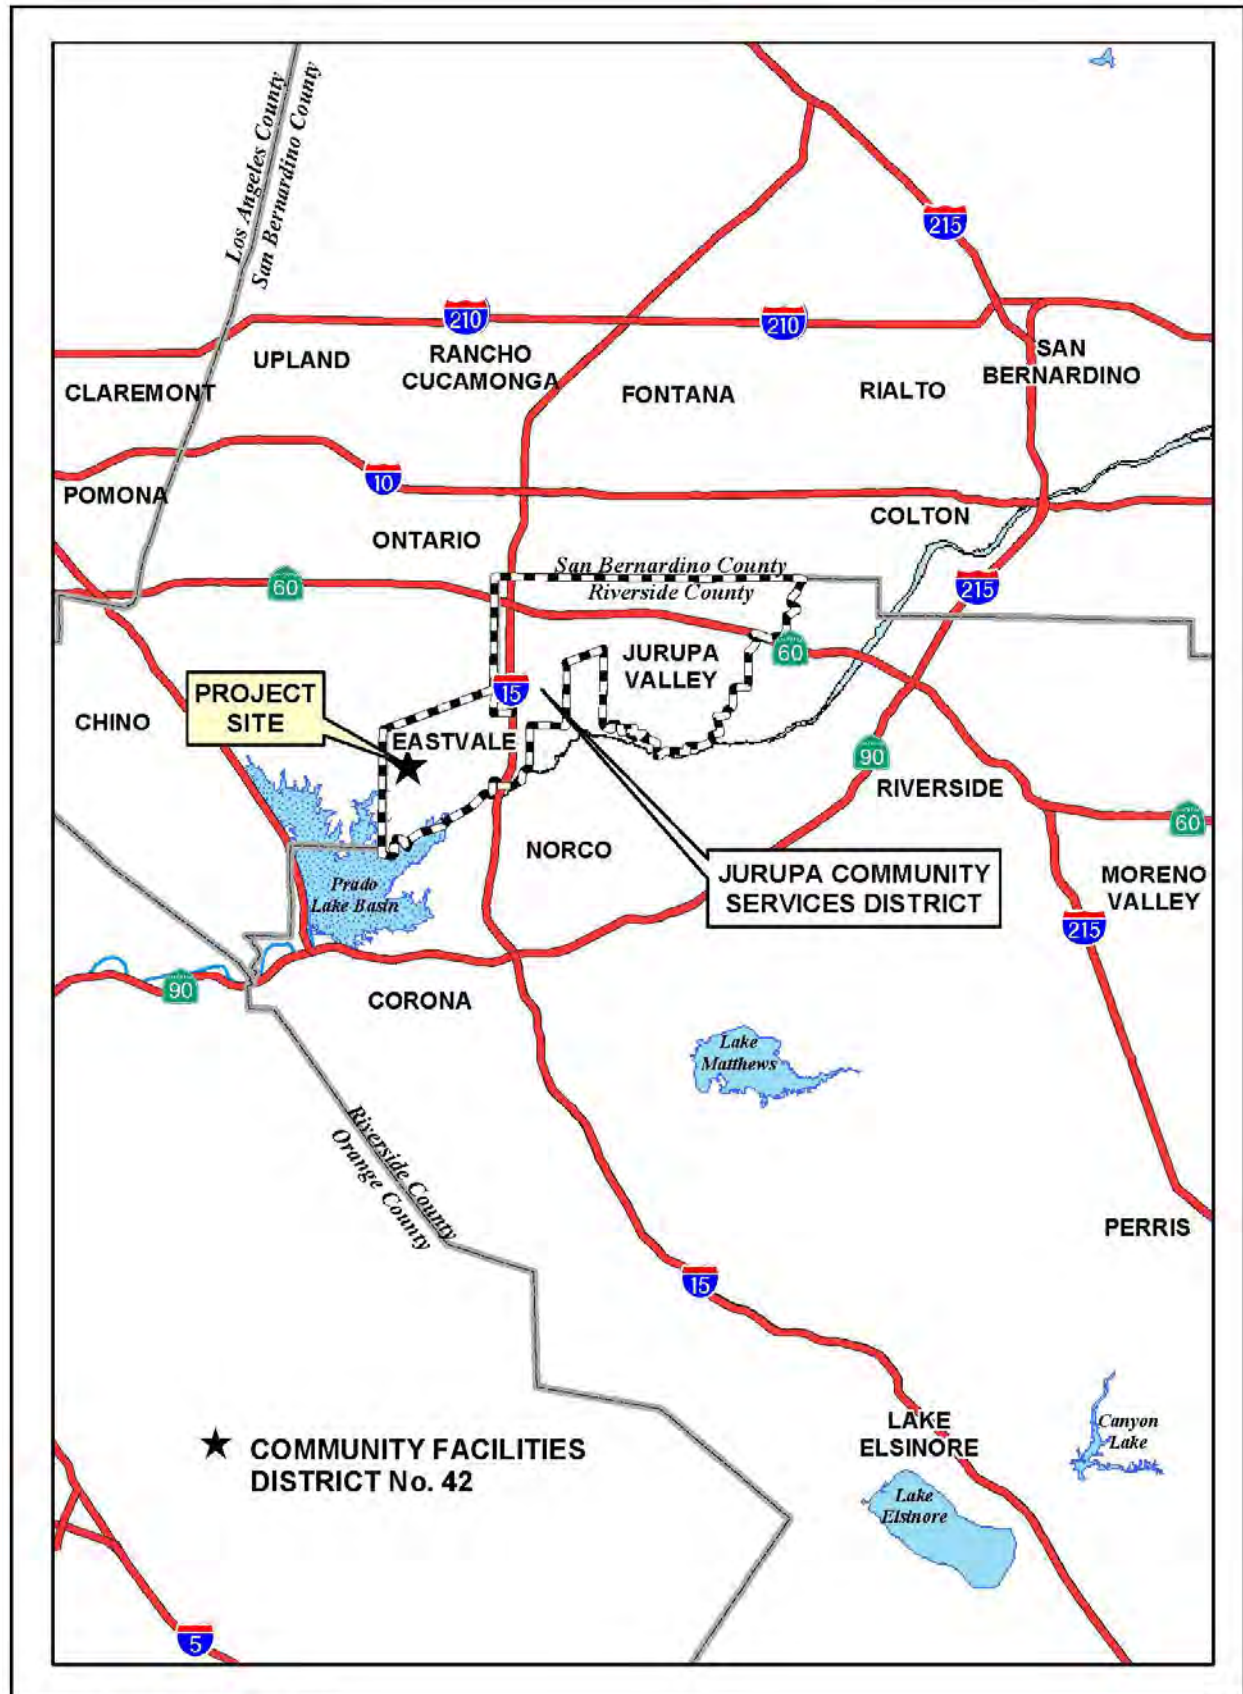 Los Angeles County
San Bernardino County
215
210
210
UPLAND
RANCHO
CUCAMONGA
SAN
BERNARDINO
CLAREMONT
FONTANA
RIALTO
10
POMONA
COLTON
ONTARIO
San Bernardino County
Riverside County
60
215
60
JURUPA
VALLEY
PROJECT
SITE
15
CHINO
EASTVALE
90
RIVERSIDE
60
NORCO
JURUPA COMMUNITY
SERVICES DISTRICT
MORENO
VALLEY
Prado
Lake Basin
215
90
CORONA
Lake
Matthews
Riverside County
Orange County
PERRIS
15
LAKE
ELSINORE
Canyon
Lake
COMMUNITY FACILITIES
DISTRICT No. 42
Lake
Elsinore
5